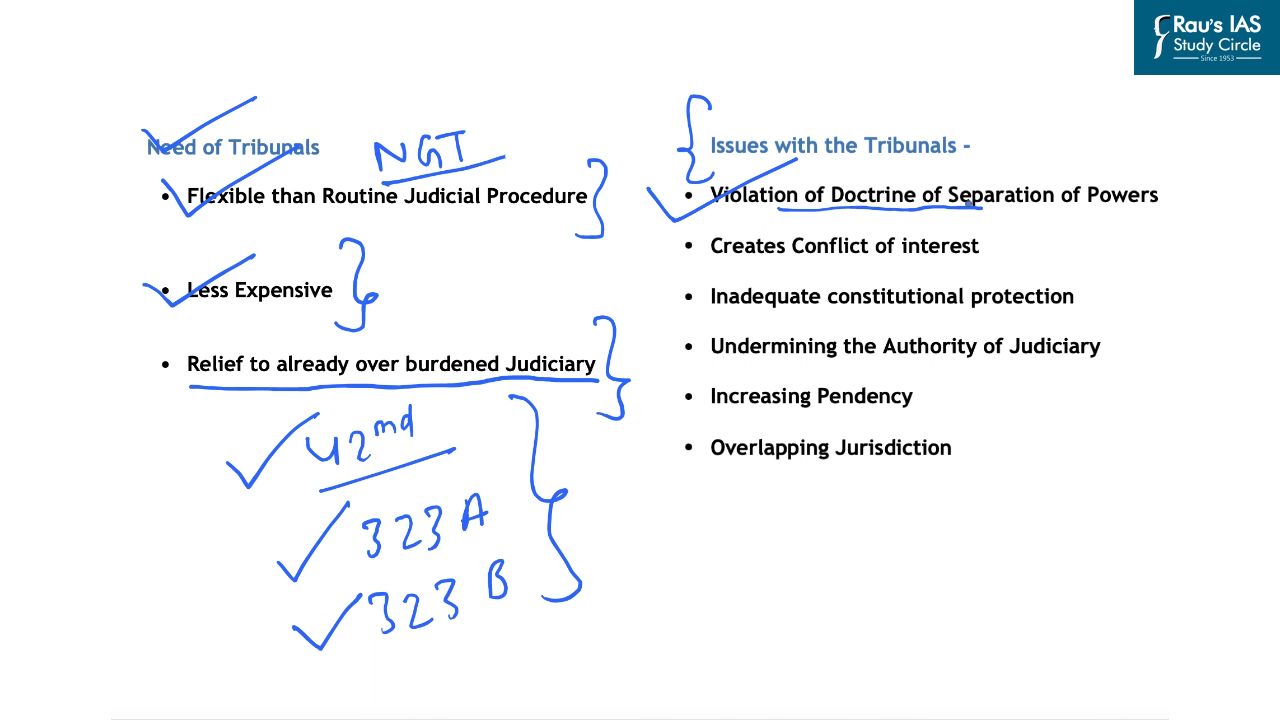 Rau's IAS
Study Circle
Since 1953
Need of Tribunals
NGT
• Flexible than Routine Judicial Procedure
• Less Expensive
• Relief to already over burdened Judiciary
42nd
323 A
323 B
Issues with the Tribunals -
• Violation of Doctrine of Separation of Powers
• Creates Conflict of interest
• Inadequate constitutional protection
• Undermining the Authority of Judiciary
• Increasing Pendency
• Overlapping Jurisdiction